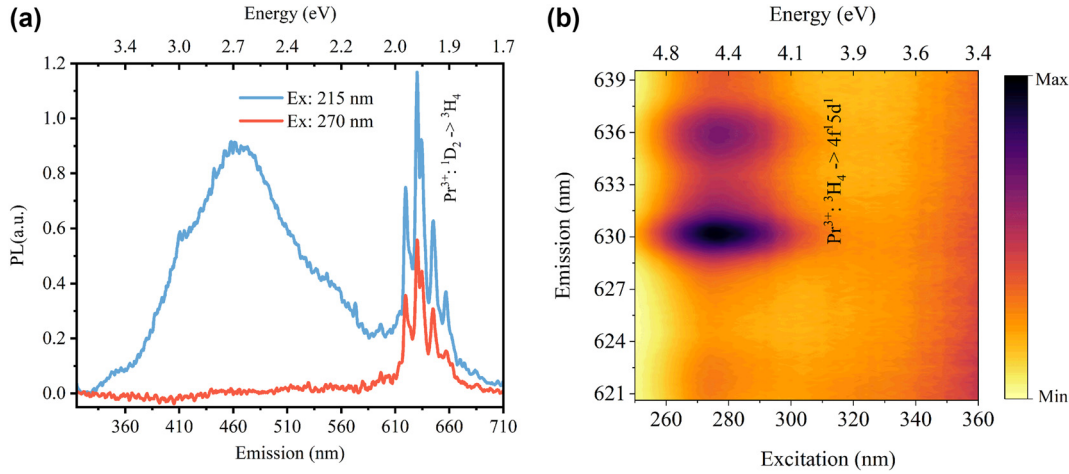 (a)
Energy (eV)
3.4 3.0 2.7 2.4 2.2 2.0 1.9 1.7
1.2
1.0
0.8
0.6
0.4
0.2
0.0
PL(a.u.)
Ex: 215 nm
Ex: 270 nm
Pr³⁺: ¹D₂ -> ³H₄
360 410 460 510 560 610 660 710
Emission (nm)
(b)
Energy (eV)
4.8 4.4 4.1 3.9 3.6 3.4
639
636
633
630
627
624
621
Emission (nm)
Pr³⁺: ³H₄ -> 4f¹5d¹
260 280 300 320 340 360
Excitation (nm)
Max
Min